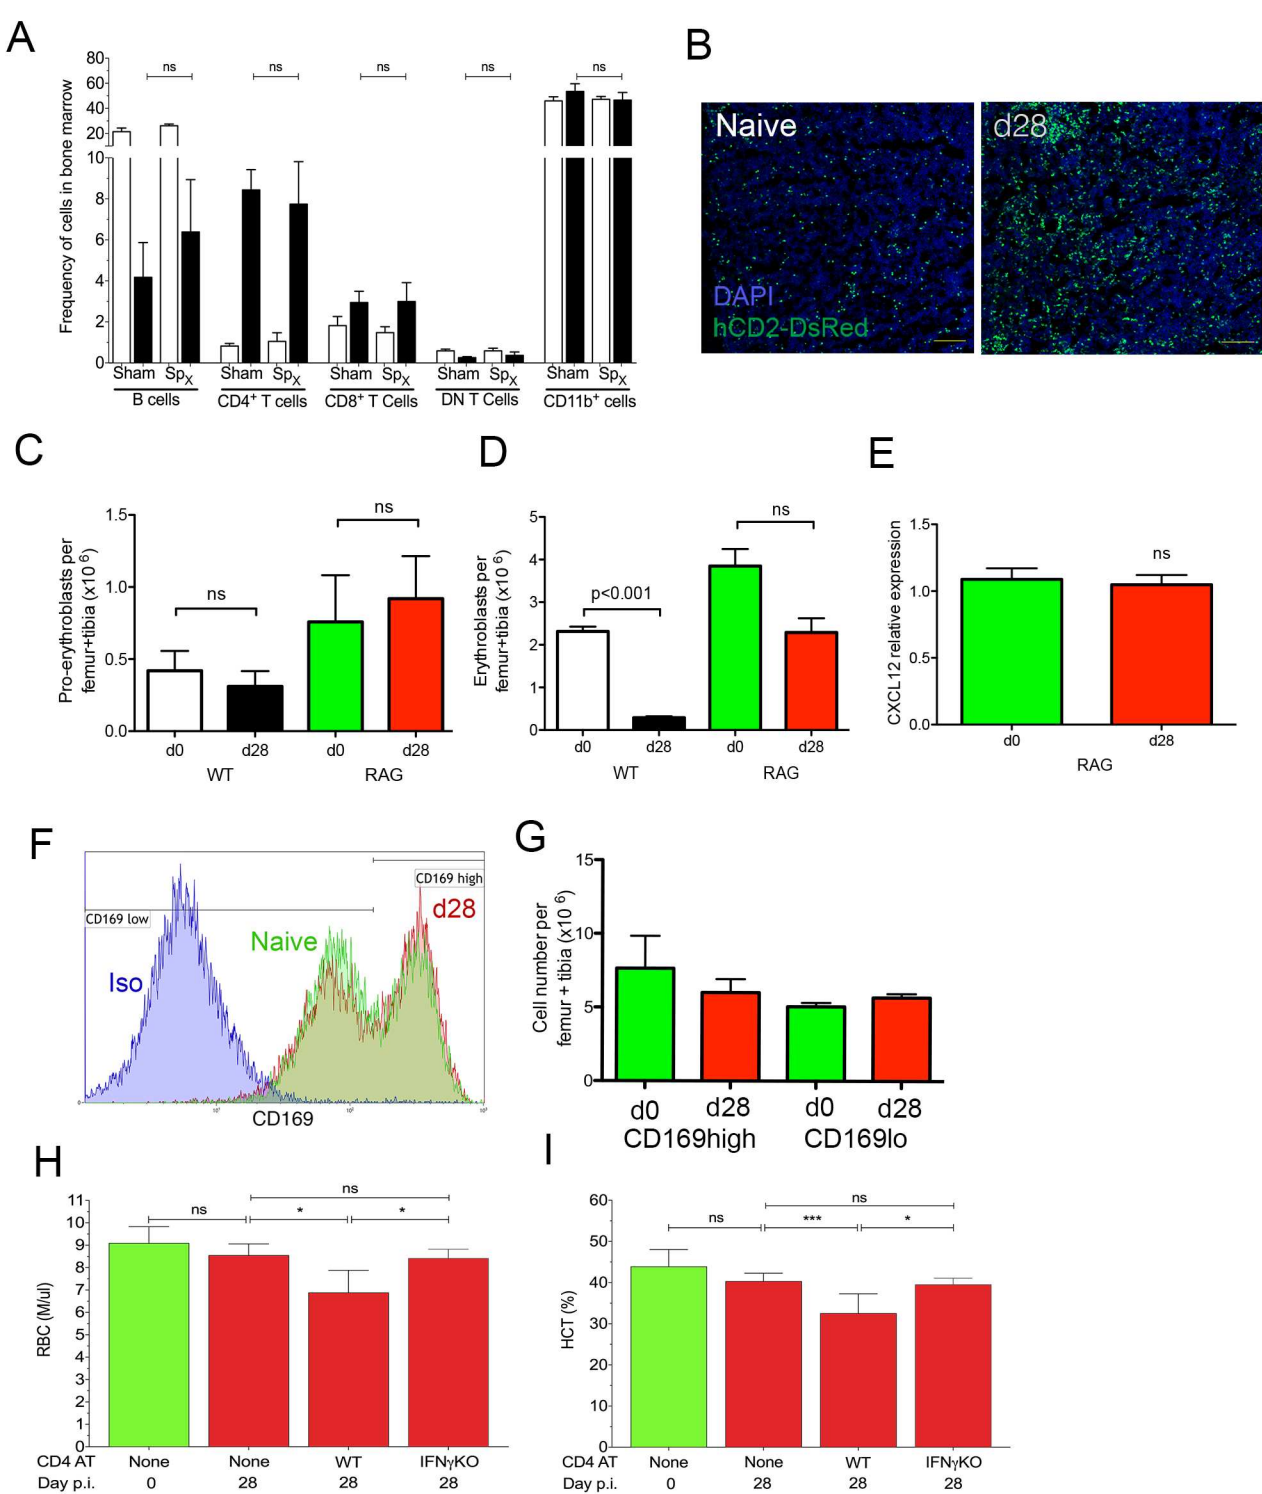 A
Frequency of cells in bone marrow
80
60
40
20
10
8
6
4
2
0
ns
ns
ns
ns
ns
Sham SpX Sham SpX Sham SpX Sham SpX Sham SpX
B cells CD4+ T cells CD8+ T Cells DN T Cells CD11b+ cells
B
Naive
DAPI
hCD2-DsRed
d28
C
Pro-erythroblasts per
femur+tibia (x10 6)
1.5
1.0
0.5
0.0
ns
ns
d0 d28 d0 d28
WT RAG
D
Erythroblasts per
femur+tibia (x10 6)
5
4
3
2
1
0
p<0.001
ns
d0 d28 d0 d28
WT RAG
E
CXCL12 relative expression
1.5
1.0
0.5
0.0
ns
d0 d28
RAG
F
CD169 high
CD169 low
d28
Naive
Iso
CD169
G
Cell number per
femur + tibia (x10 6)
15
10
5
0
d0 d28 d0 d28
CD169high CD169lo
H
RBC (M/ul)
11
10
9
8
7
6
5
4
3
2
1
0
ns
ns * *
CD4 AT None None WT IFNγKO
Day p.i. 0 28 28 28
I
HCT (%)
60
50
40
30
20
10
0
ns
ns *** *
None None WT IFNγKO
0 28 28 28